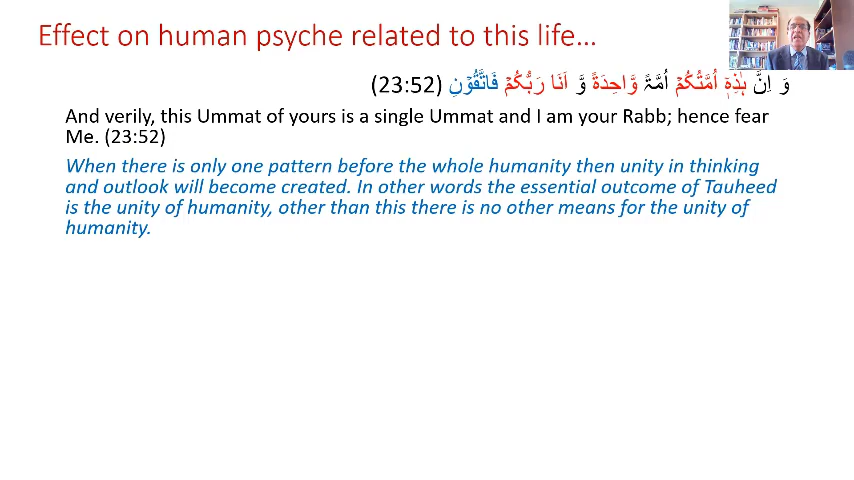 Effect on human psyche related to this life...
وَ اِنَّ ہٰذِہٖۤ اُمَّتُکُمۡ اُمَّۃً وَّاحِدَۃً وَّ اَنَا رَبُّکُمۡ فَاتَّقُوۡنِ (23:52)
And verily, this Ummat of yours is a single Ummat and I am your Rabb; hence fear
Me. (23:52)
When there is only one pattern before the whole humanity then unity in thinking
and outlook will become created. In other words the essential outcome of Tauheed
is the unity of humanity, other than this there is no other means for the unity of
humanity.